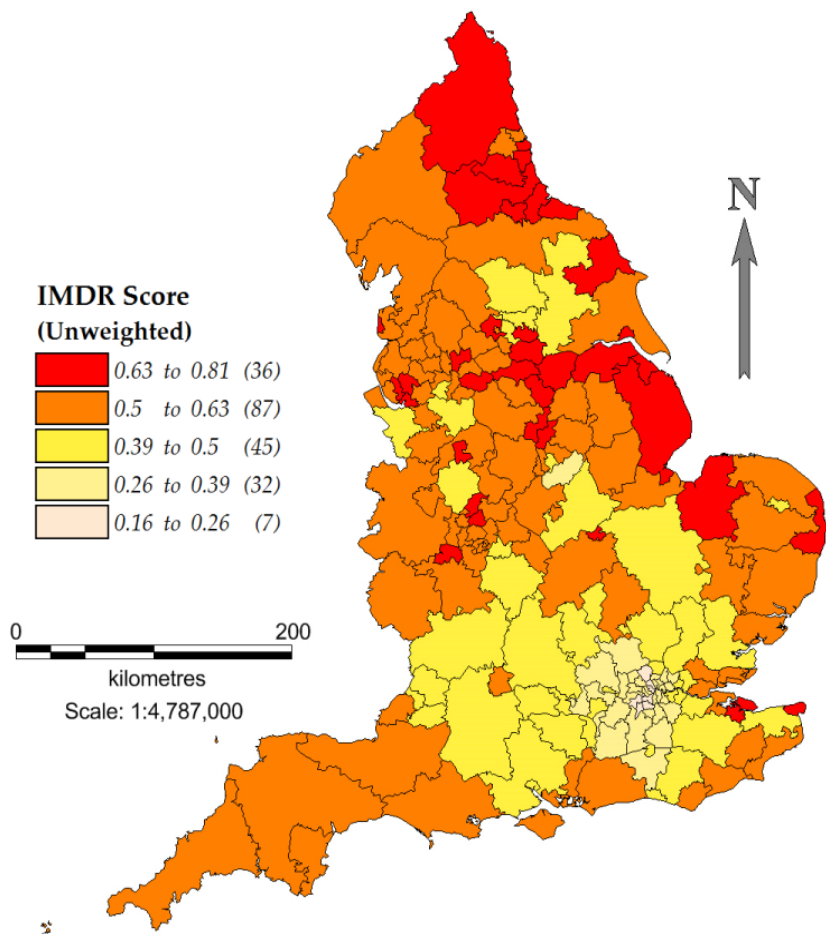 N
IMDR Score
(Unweighted)
0.63 to 0.81 (36)
0.5 to 0.63 (87)
0.39 to 0.5 (45)
0.26 to 0.39 (32)
0.16 to 0.26 (7)
0 200
kilometres
Scale: 1:4,787,000